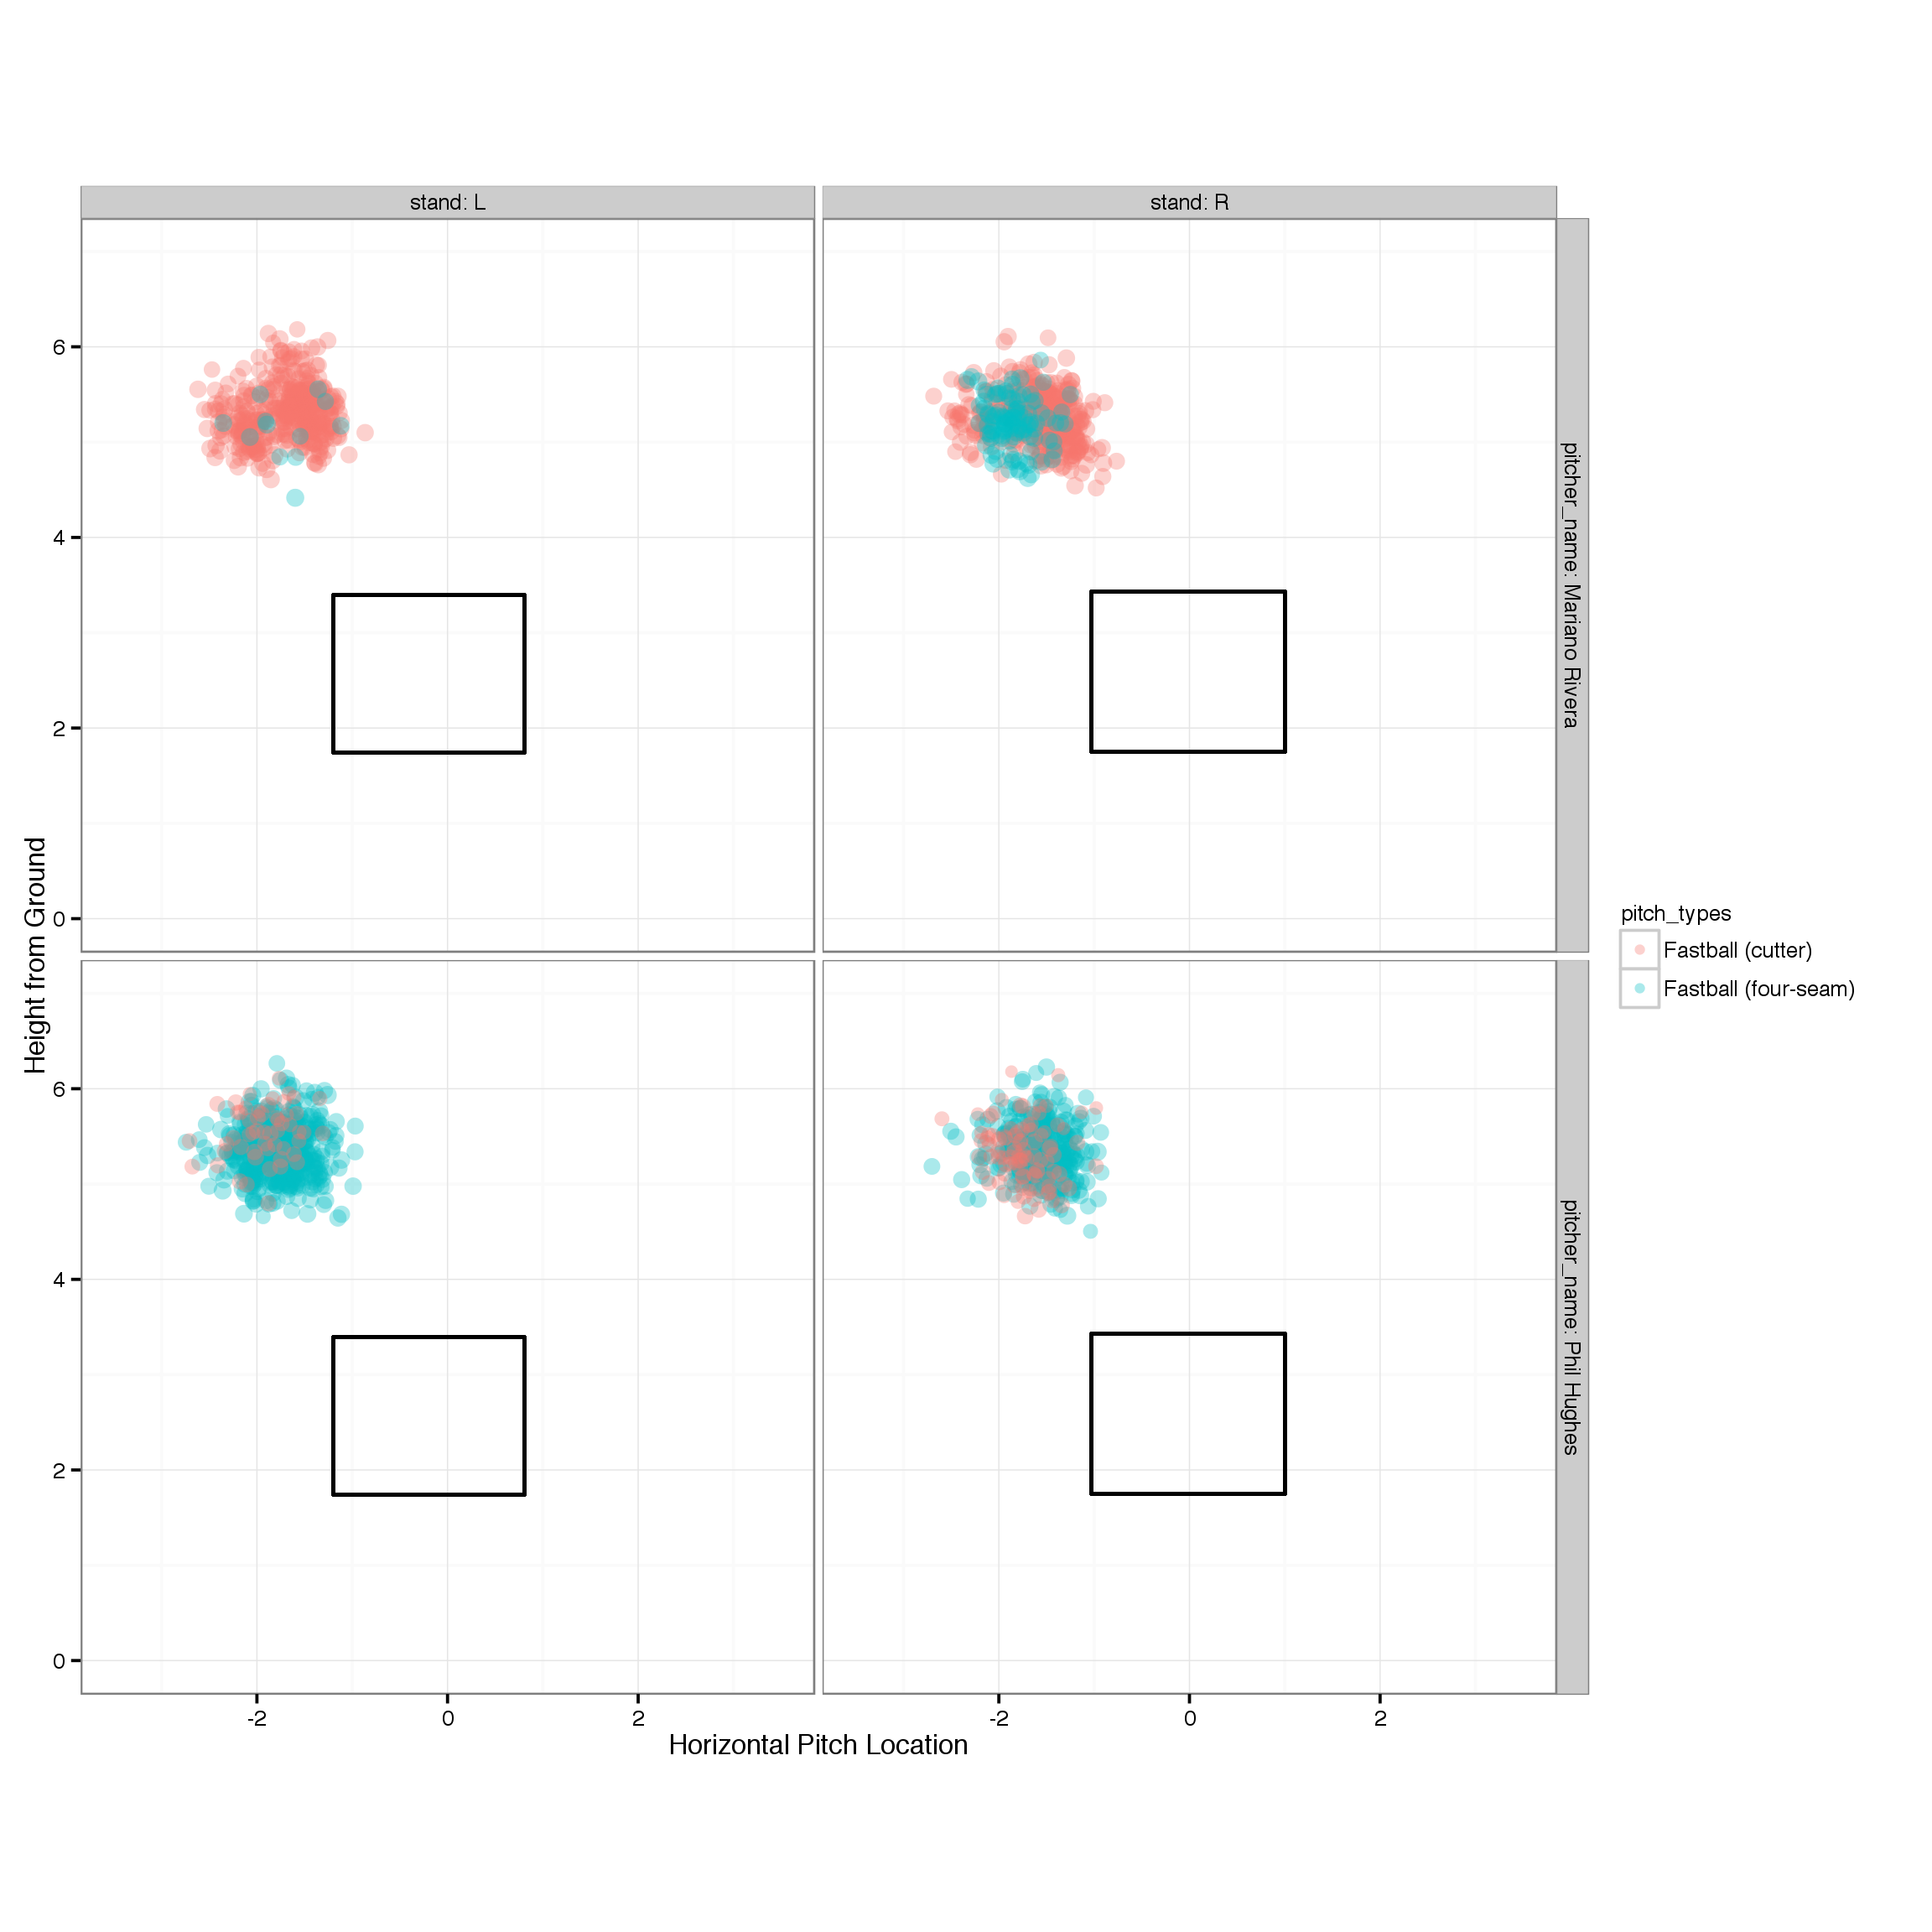 stand: L
stand: R
6
4
2
0
pitcher_name: Mariano Rivera
6
4
2
0
pitcher_name: Phil Hughes
-2
0
2
-2
0
2
Horizontal Pitch Location
Height from Ground
pitch_types
Fastball (cutter)
Fastball (four-seam)